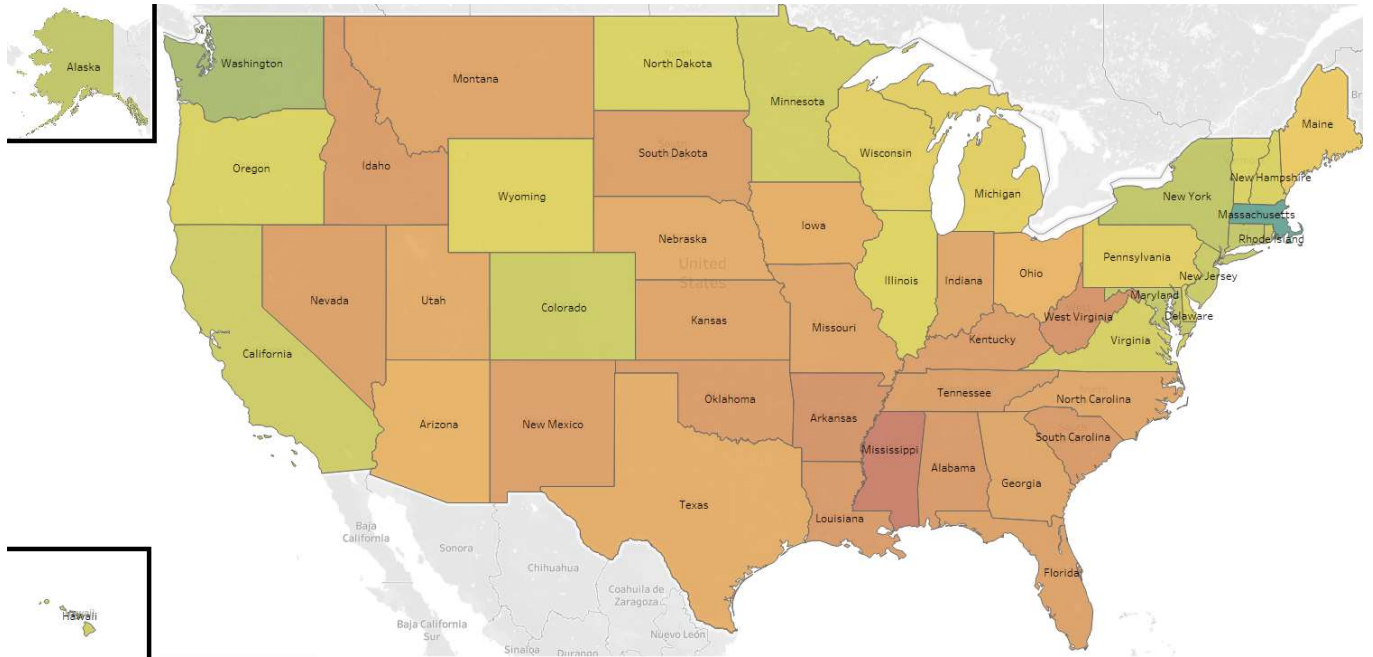 Alaska
Washington
Montana
North Dakota
Minnesota
Oregon
Idaho
South Dakota
Wisconsin
Michigan
Maine
Wyoming
New York
New Hampshire
Massachusetts
Rhode Island
Iowa
Nebraska
United
States
Nevada
Utah
Colorado
Kansas
Missouri
Illinois
Indiana
Ohio
Pennsylvania
New Jersey
Maryland
Delaware
West Virginia
Virginia
Kentucky
California
Arizona
New Mexico
Oklahoma
Arkansas
Tennessee
North Carolina
South Carolina
Mississippi
Alabama
Georgia
Texas
Louisiana
Florida
Baja
California
Sonora
Chihuahua
Coahuila de
Zaragoza
Baja California
Sur
Nuevo León
Sinaloa
Durango
Hawaii